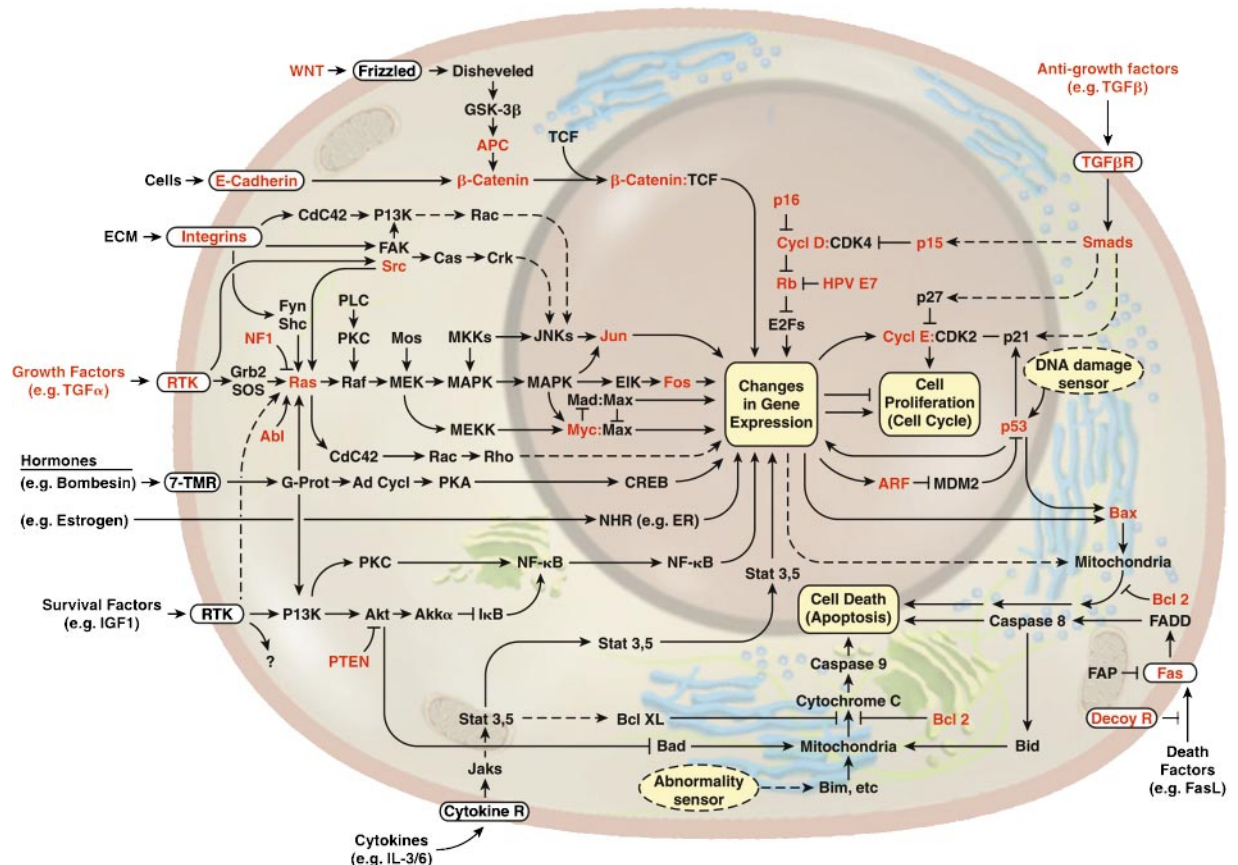 WNT
Frizzled
Disheveled
GSK-3β
APC
TCF
Cells
E-Cadherin
β-Catenin
β-Catenin:TCF
Anti-growth factors
(e.g. TGFβ)
TGFβR
CdC42
P13K
Rac
ECM
Integrins
FAK
Src
Cas
Crk
p16
Cycl D:CDK4
p15
Smads
Rb
HPV E7
E2Fs
p27
Cycl E:CDK2
p21
DNA damage
sensor
Fyn
Shc
NF1
PLC
PKC
Mos
MKKs
JNKs
Jun
Growth Factors
(e.g. TGFα)
RTK
Grb2
SOS
Ras
Raf
MEK
MAPK
MAPK
ElK
Fos
Mad:Max
Myc:Max
MEKK
Abl
CdC42
Rac
Rho
Changes
in Gene
Expression
Cell
Proliferation
(Cell Cycle)
p53
Hormones
(e.g. Bombesin)
7-TMR
G-Prot
Ad Cycl
PKA
CREB
ARF
MDM2
(e.g. Estrogen)
NHR (e.g. ER)
Bax
PKC
NF-κB
NF-κB
Stat 3,5
Mitochondria
Survival Factors
(e.g. IGF1)
RTK
P13K
Akt
Akkα
IκB
?
PTEN
Cell Death
(Apoptosis)
Bcl 2
Caspase 8
FADD
Stat 3,5
Caspase 9
FAP
Fas
Cytochrome C
Stat 3,5
Bcl XL
Bcl 2
Decoy R
Bad
Mitochondria
Bid
Death
Factors
(e.g. FasL)
Jaks
Abnormality
sensor
Bim, etc
Cytokine R
Cytokines
(e.g. IL-3/6)